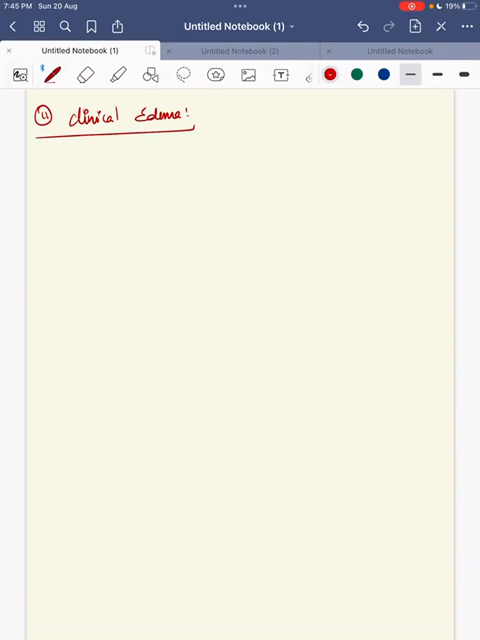 7:45 PM Sun 20 Aug 19%
Untitled Notebook (1)
Untitled Notebook (1) Untitled Notebook (2) Untitled Notebook
T
Clinical Edema: